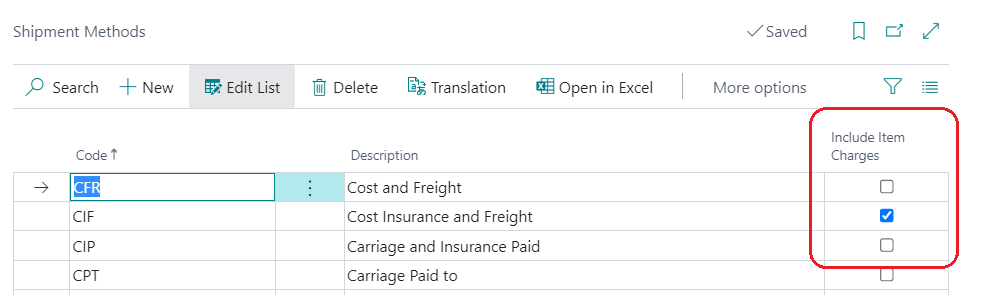 Shipment Methods
Saved
Search New Edit List Delete Translation Open in Excel More options
Code↑ Description Include Item
Charges
CFR Cost and Freight
CIF Cost Insurance and Freight
CIP Carriage and Insurance Paid
CPT Carriage Paid to